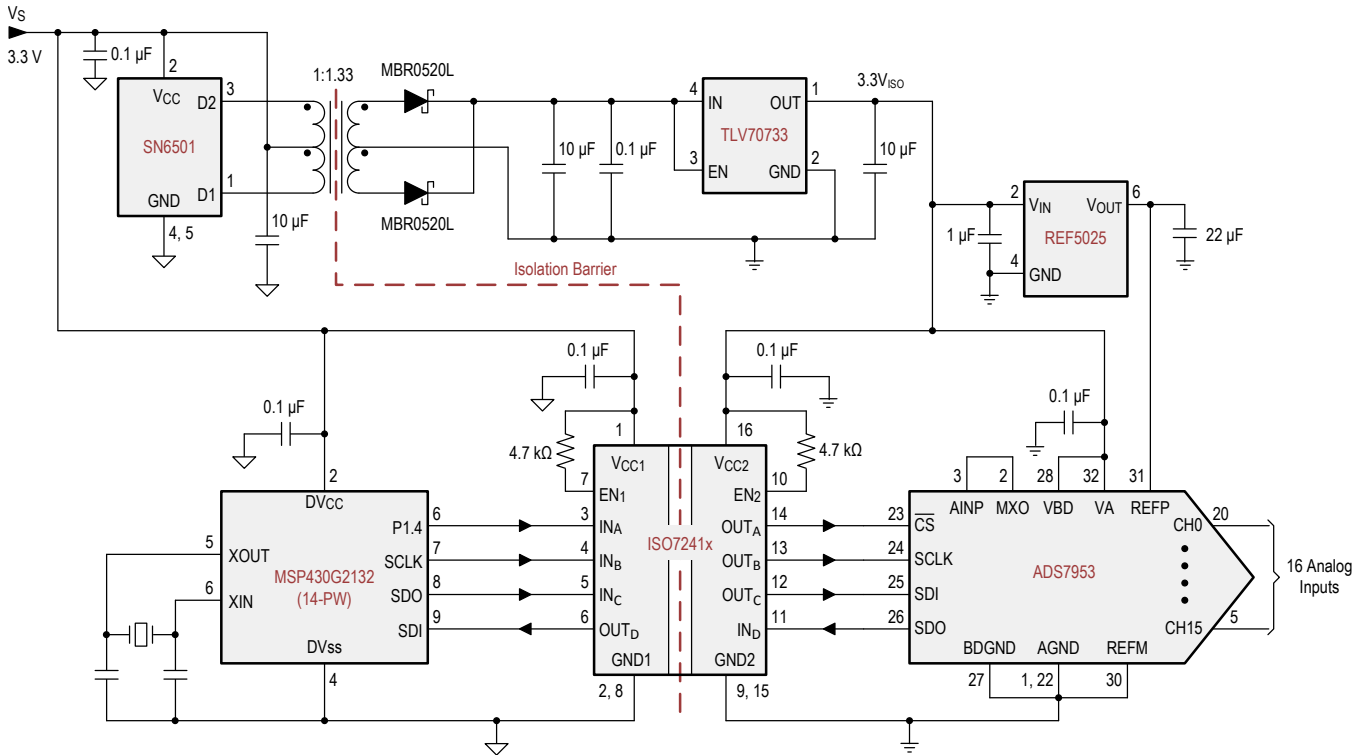 VS
3.3 V
0.1 µF
2
VCC
D2
3
SN6501
D1
1
GND
4, 5
10 µF
1:1.33
MBR0520L
MBR0520L
10 µF
0.1 µF
4
IN
OUT
1
TLV70733
3
EN
GND
2
3.3VISO
10 µF
2
VIN
VOUT
6
REF5025
1 µF
4
GND
22 µF
Isolation Barrier
0.1 µF
0.1 µF
0.1 µF
0.1 µF
4.7 kΩ
4.7 kΩ
2
DVCC
5
XOUT
6
XIN
MSP430G2132
(14-PW)
P1.4
6
SCLK
7
SDO
8
SDI
9
DVss
4
1
VCC1
7
EN1
3
INA
4
INB
5
INC
6
OUTD
GND1
2, 8
ISO7241x
16
VCC2
EN2
10
OUTA
14
OUTB
13
OUTC
12
IND
11
GND2
9, 15
3
2
28
32
31
AINP
MXO
VBD
VA
REFP
23
CS
24
SCLK
25
SDI
26
SDO
ADS7953
CH0
20
CH15
5
16 Analog
Inputs
BDGND
AGND
REFM
27
1, 22
30